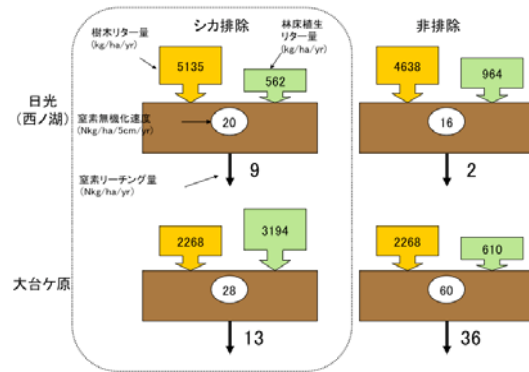 シカ排除
非排除
樹木リター量
(kg/ha/yr)
林床植生
リター量
(kg/ha/yr)
5135
562
4638
964
日光
(西ノ湖)
窒素無機化速度
(Nkg/ha/5cm/yr)
20
16
窒素リーチング量
(Nkg/ha/yr)
9
2
2268
3194
2268
610
大台ケ原
28
60
13
36